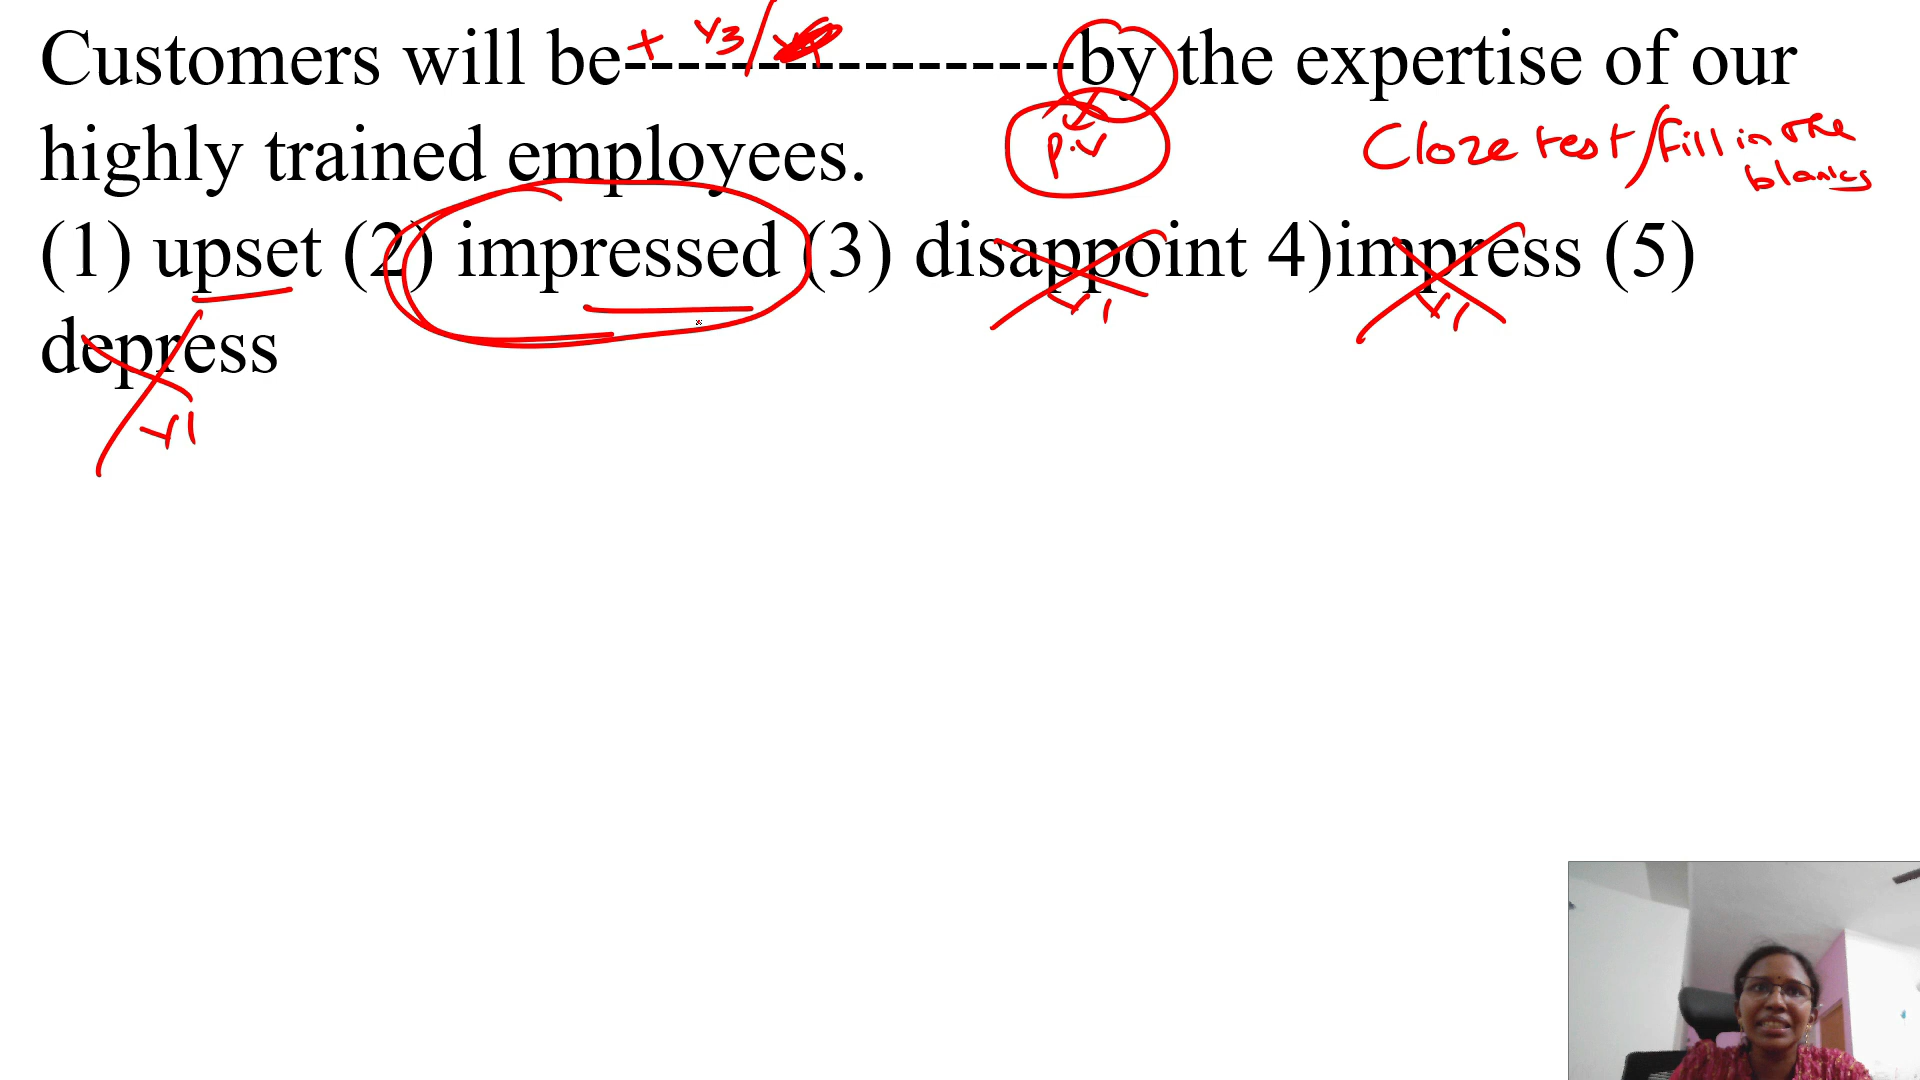 Customers will be-----------------by the expertise of our
+ v3/
highly trained employees.
p.v
Cloze test/fill in the
blanks
(1) upset (2) impressed (3) disappoint 4)impress (5)
v1
v1
depress
v1